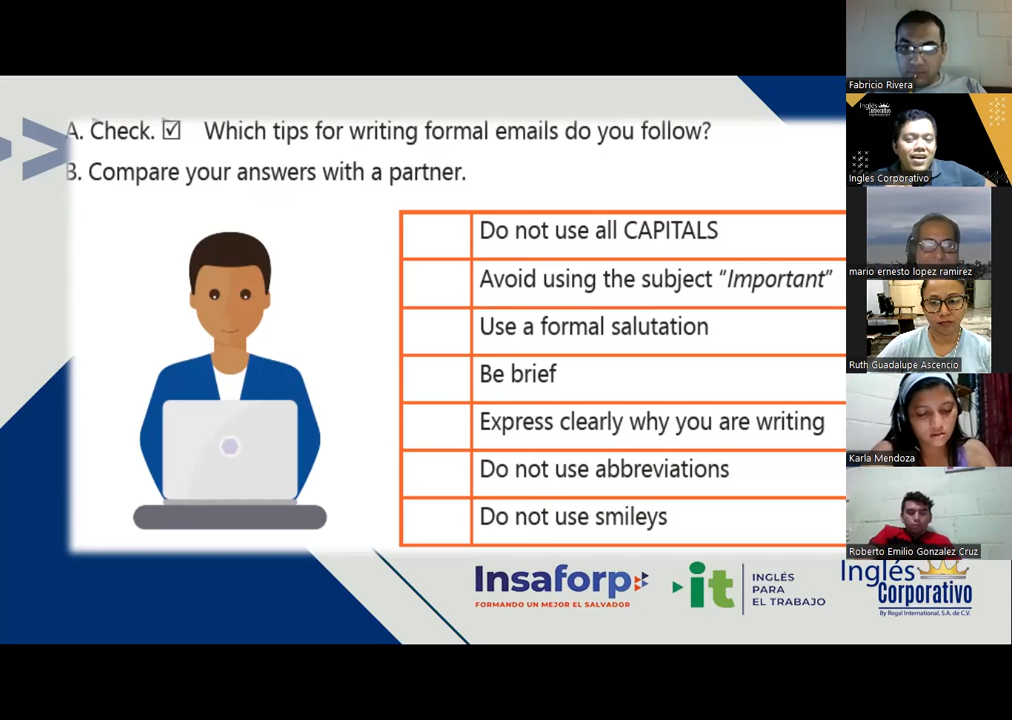 A. Check. ☑ Which tips for writing formal emails do you follow?
B. Compare your answers with a partner.
Do not use all CAPITALS
Avoid using the subject “Important”
Use a formal salutation
Be brief
Express clearly why you are writing
Do not use abbreviations
Do not use smileys
Insaforp
FORMANDO UN MEJOR EL SALVADOR
it
INGLÉS
PARA
EL TRABAJO
Inglés
Corporativo
By Regal International, S.A. de C.V.
Fabricio Rivera
Inglés
Ingles Corporativo
mario ernesto lopez ramirez
Ruth Guadalupe Ascencio
Karla Mendoza
Roberto Emilio Gonzalez Cruz